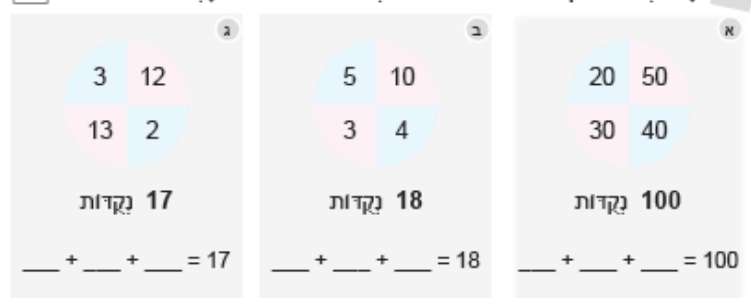 א
20 50
30 40
100 נְקֻדּוֹת
___ + ___ + ___ = 100
ב
5 10
3 4
18 נְקֻדּוֹת
___ + ___ + ___ = 18
ג
3 12
13 2
17 נְקֻדּוֹת
___ + ___ + ___ = 17